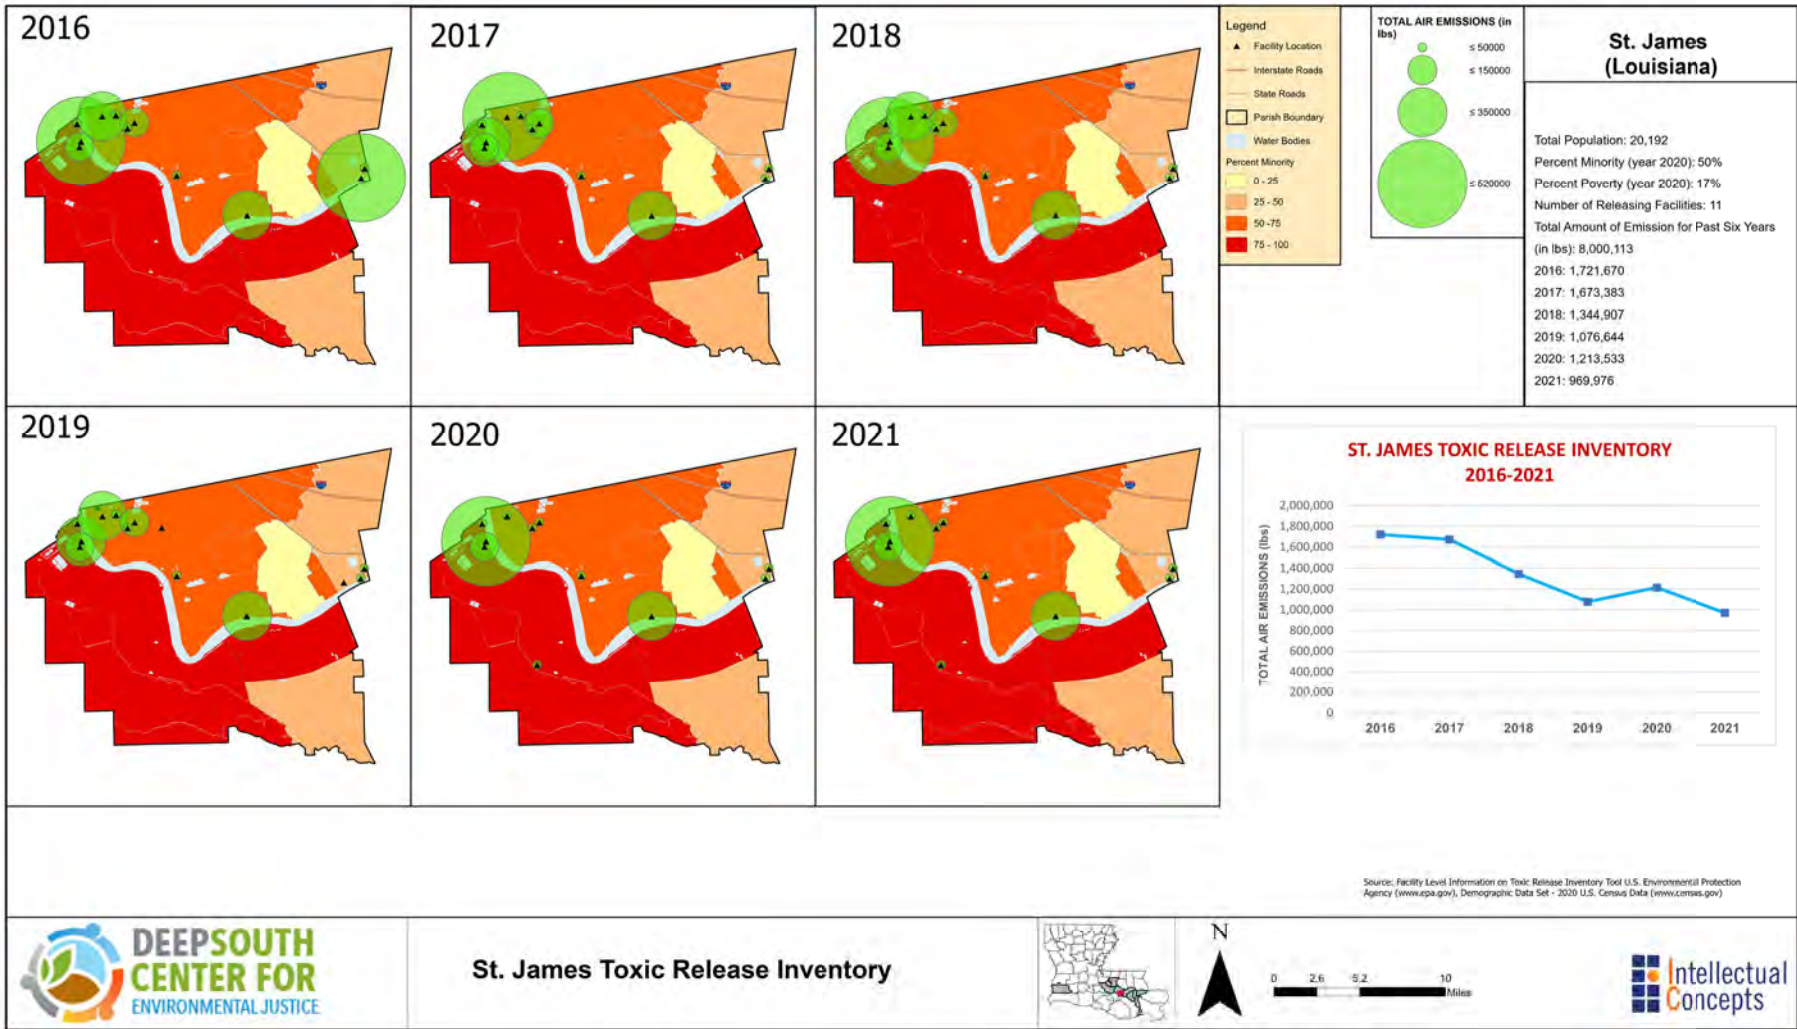 2016
2017
2018
Legend
Facility Location
Interstate Roads
State Roads
Parish Boundary
Water Bodies
Percent Minority
0 - 25
25 - 50
50 -75
75 - 100
TOTAL AIR EMISSIONS (in
lbs)
≤ 50000
≤ 150000
≤ 350000
≤ 620000
St. James
(Louisiana)
Total Population: 20,192
Percent Minority (year 2020): 50%
Percent Poverty (year 2020): 17%
Number of Releasing Facilities: 11
Total Amount of Emission for Past Six Years
(in lbs): 8,000,113
2016: 1,721,670
2017: 1,673,383
2018: 1,344,907
2019: 1,076,644
2020: 1,213,533
2021: 969,976
2019
2020
2021
ST. JAMES TOXIC RELEASE INVENTORY
2016-2021
TOTAL AIR EMISSIONS (lbs)
2,000,000
1,800,000
1,600,000
1,400,000
1,200,000
1,000,000
800,000
600,000
400,000
200,000
0
2016 2017 2018 2019 2020 2021
Source: Facility Level Information on Toxic Release Inventory Tool U.S. Environmental Protection
Agency (www.epa.gov), Demographic Data Set - 2020 U.S. Census Data (www.census.gov)
DEEPSOUTH
CENTER FOR
ENVIRONMENTAL JUSTICE
St. James Toxic Release Inventory
N
0 2.6 5.2 10
Miles
Intellectual
Concepts